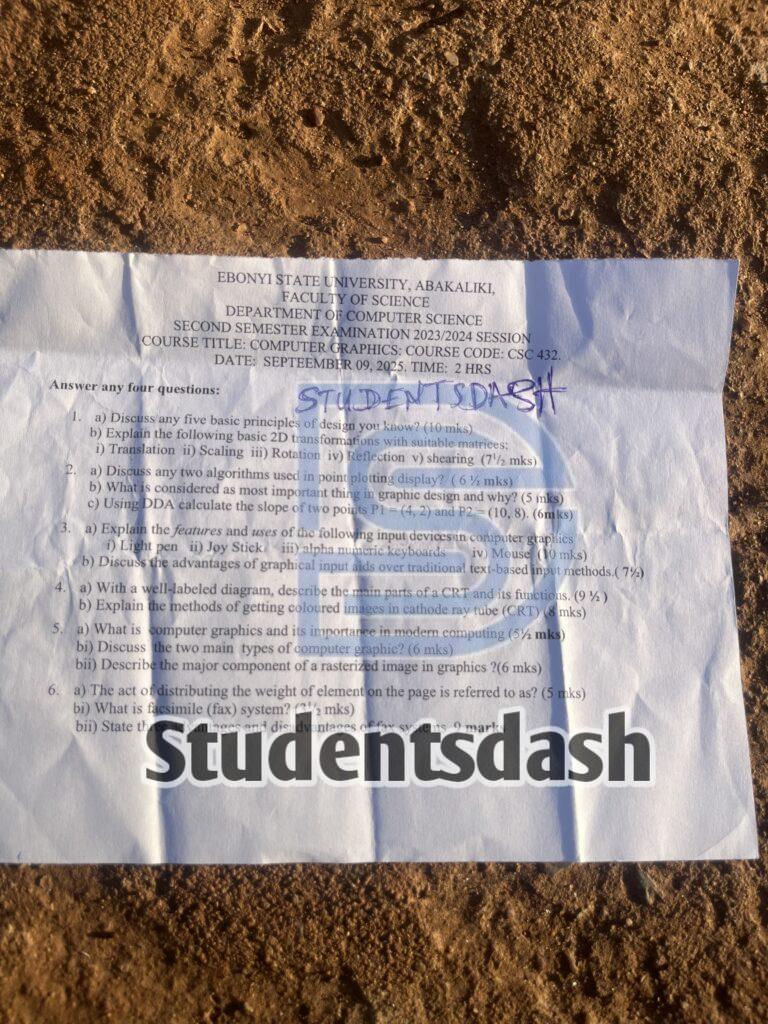 EBONYI STATE UNIVERSITY, ABAKALIKI,
FACULTY OF SCIENCE
DEPARTMENT OF COMPUTER SCIENCE
SECOND SEMESTER EXAMINATION 2023/2024 SESSION
COURSE TITLE: COMPUTER GRAPHICS: COURSE CODE: CSC 432.
DATE: SEPTEEMBER 09, 2025. TIME: 2 HRS
Answer any four questions:
STUDENTSDASH
1. a) Discuss any five basic principles of design you know? (10 mks)
b) Explain the following basic 2D transformations with suitable matrices:
i) Translation ii) Scaling iii) Rotation iv) Reflection v) shearing (7½ mks)
2. a) Discuss any two algorithms used in point plotting display? ( 6 ½ mks)
b) What is considered as most important thing in graphic design and why? (5 mks)
c) Using DDA calculate the slope of two points P1 = (4, 2) and P2 = (10, 8). (6mks)
3. a) Explain the features and uses of the following input devices in computer graphics
i) Light pen ii) Joy Stick iii) alpha numeric keyboards iv) Mouse (10 mks)
b) Discuss the advantages of graphical input aids over traditional text-based input methods.( 7½)
4. a) With a well-labeled diagram, describe the main parts of a CRT and its functions. (9 ½ )
b) Explain the methods of getting coloured images in cathode ray tube (CRT) (8 mks)
5. a) What is computer graphics and its importance in modern computing (5½ mks)
bi) Discuss the two main types of computer graphic? (6 mks)
bii) Describe the major component of a rasterized image in graphics ?(6 mks)
6. a) The act of distributing the weight of element on the page is referred to as? (5 mks)
bi) What is facsimile (fax) system? (3½ mks)
bii) State three advantages and disadvantages of fax systems 9 marks
Studentsdash